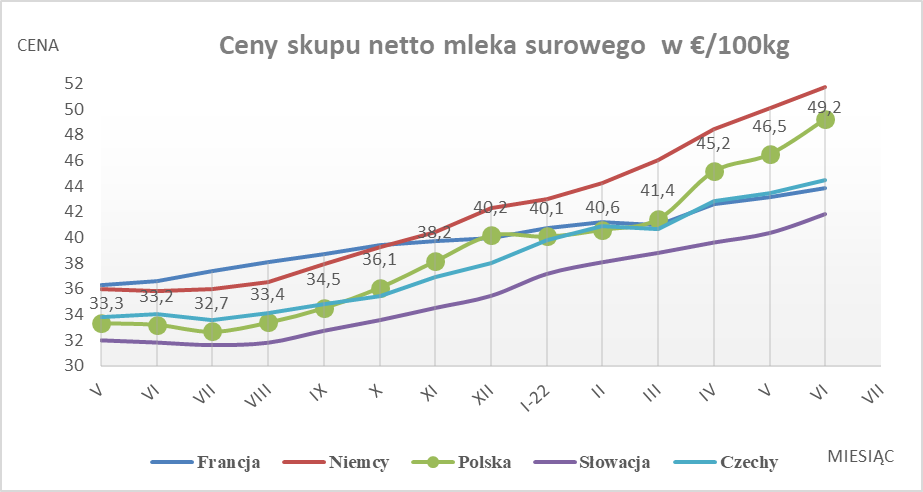 CENA
Ceny skupu netto mleka surowego w €/100kg
52
50
48
46
44
42
40
38
36
34
32
30
33,3
33,2
32,7
33,4
34,5
36,1
38,2
40,2
40,1
40,6
41,4
45,2
46,5
49,2
V
VI
VII
VIII
IX
X
XI
XII
I-22
II
III
IV
V
VI
VII
MIESIĄC
Francja Niemcy Polska Słowacja Czechy